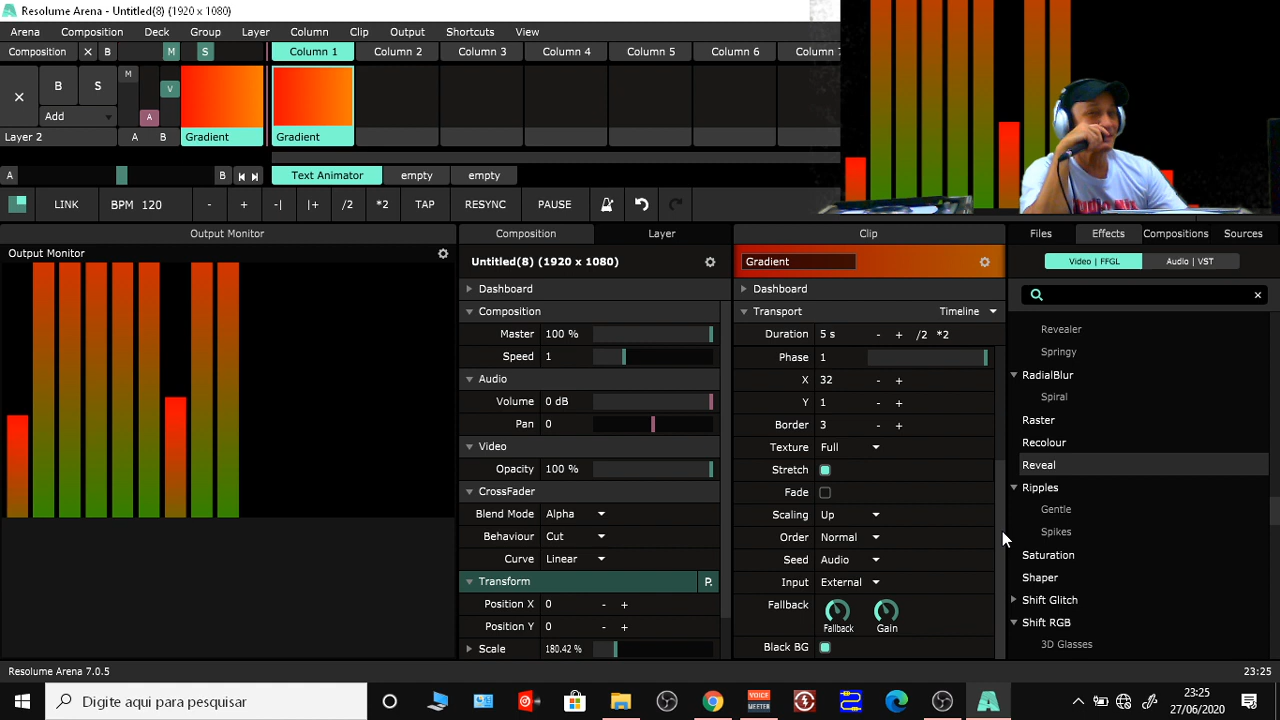 Resolume Arena - Untitled(8) (1920 x 1080)
Arena Composition Deck Group Layer Column Clip Output Shortcuts View
Composition × B M S Column 1 Column 2 Column 3 Column 4 Column 5 Column 6 Column 7
× B S M V
Add A
Layer 2 A B Gradient Gradient
A B Text Animator empty empty
LINK BPM 120 - + -| |+ /2 *2 TAP RESYNC PAUSE
Output Monitor Composition Layer Clip Files Effects Compositions Sources
Output Monitor
Untitled(8) (1920 x 1080)
Dashboard
Composition
Master 100 %
Speed 1
Audio
Volume 0 dB
Pan 0
Video
Opacity 100 %
CrossFader
Blend Mode Alpha
Behaviour Cut
Curve Linear
Transform P.
Position X 0 - +
Position Y 0 - +
Scale 180.42 %
Gradient
Dashboard
Transport Timeline
Duration 5 s - + /2 *2
Phase 1
X 32 - +
Y 1 - +
Border 3 - +
Texture Full
Stretch
Fade
Scaling Up
Order Normal
Seed Audio
Input External
Fallback
Fallback Gain
Black BG
Video | FFGL Audio | VST
×
Revealer
Springy
RadialBlur
Spiral
Raster
Recolour
Reveal
Ripples
Gentle
Spikes
Saturation
Shaper
Shift Glitch
Shift RGB
3D Glasses
Resolume Arena 7.0.5 23:25
Digite aqui para pesquisar
VOICE
MEETER
23:25
27/06/2020